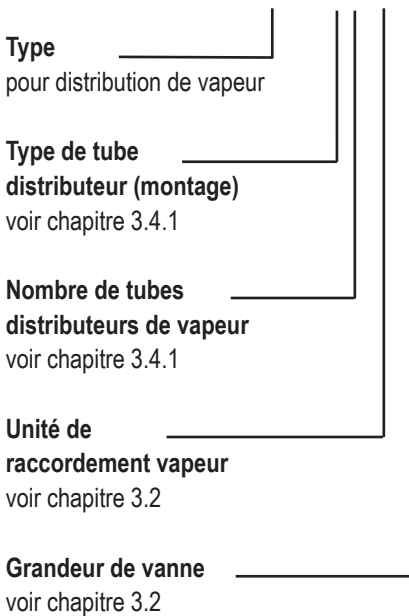 Type
pour distribution de vapeur
Type de tube
distributeur (montage)
voir chapitre 3.4.1
Nombre de tubes
distributeurs de vapeur
voir chapitre 3.4.1
Unité de
raccordement vapeur
voir chapitre 3.2
Grandeur de vanne
voir chapitre 3.2